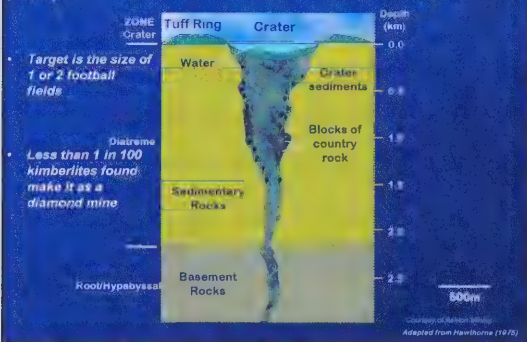 ZONE
Crater
Tuff Ring
Crater
Depth
(km)
0.0
• Target is the size of
1 or 2 football
fields
Water
Crater
sediments
Diatreme
Blocks of
country
rock
• Less than 1 in 100
kimberlites found
make it as a
diamond mine
Sedimentary
Rocks
2.0
Root/Hypabyssal
Basement
Rocks
2.5
500m
Adapted from Hawthorne (1975)